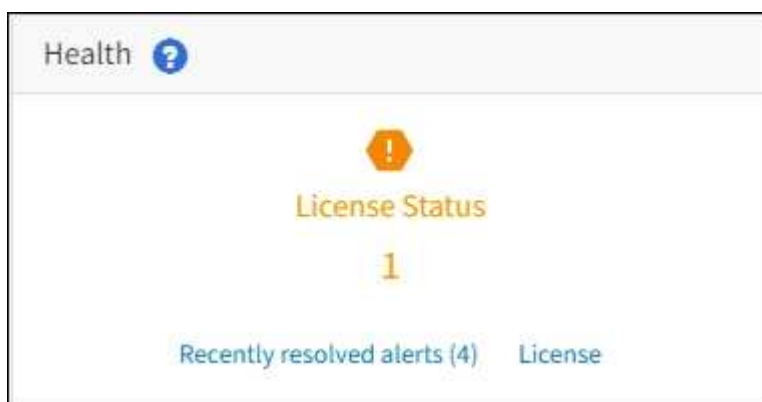 Health ?
!
License Status
1
Recently resolved alerts (4) License